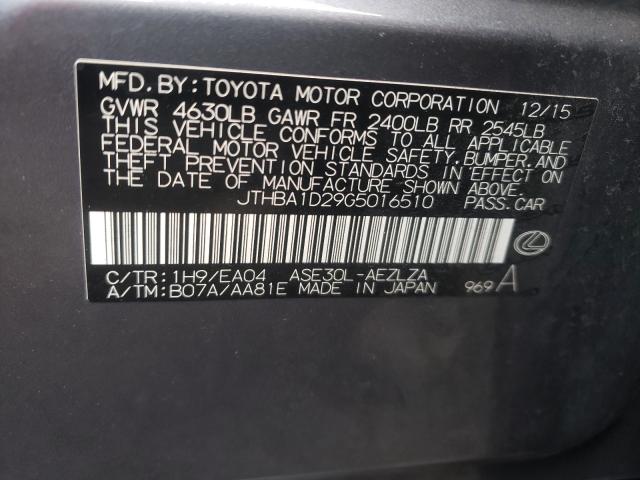 MFD. BY: TOYOTA MOTOR CORPORATION 12/15
GVWR 4630LB GAWR FR 2400LB RR 2545LB
THIS VEHICLE CONFORMS TO ALL APPLICABLE
FEDERAL MOTOR VEHICLE SAFETY, BUMPER, AND
THEFT PREVENTION STANDARDS IN EFFECT ON
THE DATE OF MANUFACTURE SHOWN ABOVE.
JTHBA1D29G5016510 PASS. CAR
C/TR: 1H9/EA04 ASE30L-AEZLZA
A/TM: B07A/AA81E MADE IN JAPAN 969 A